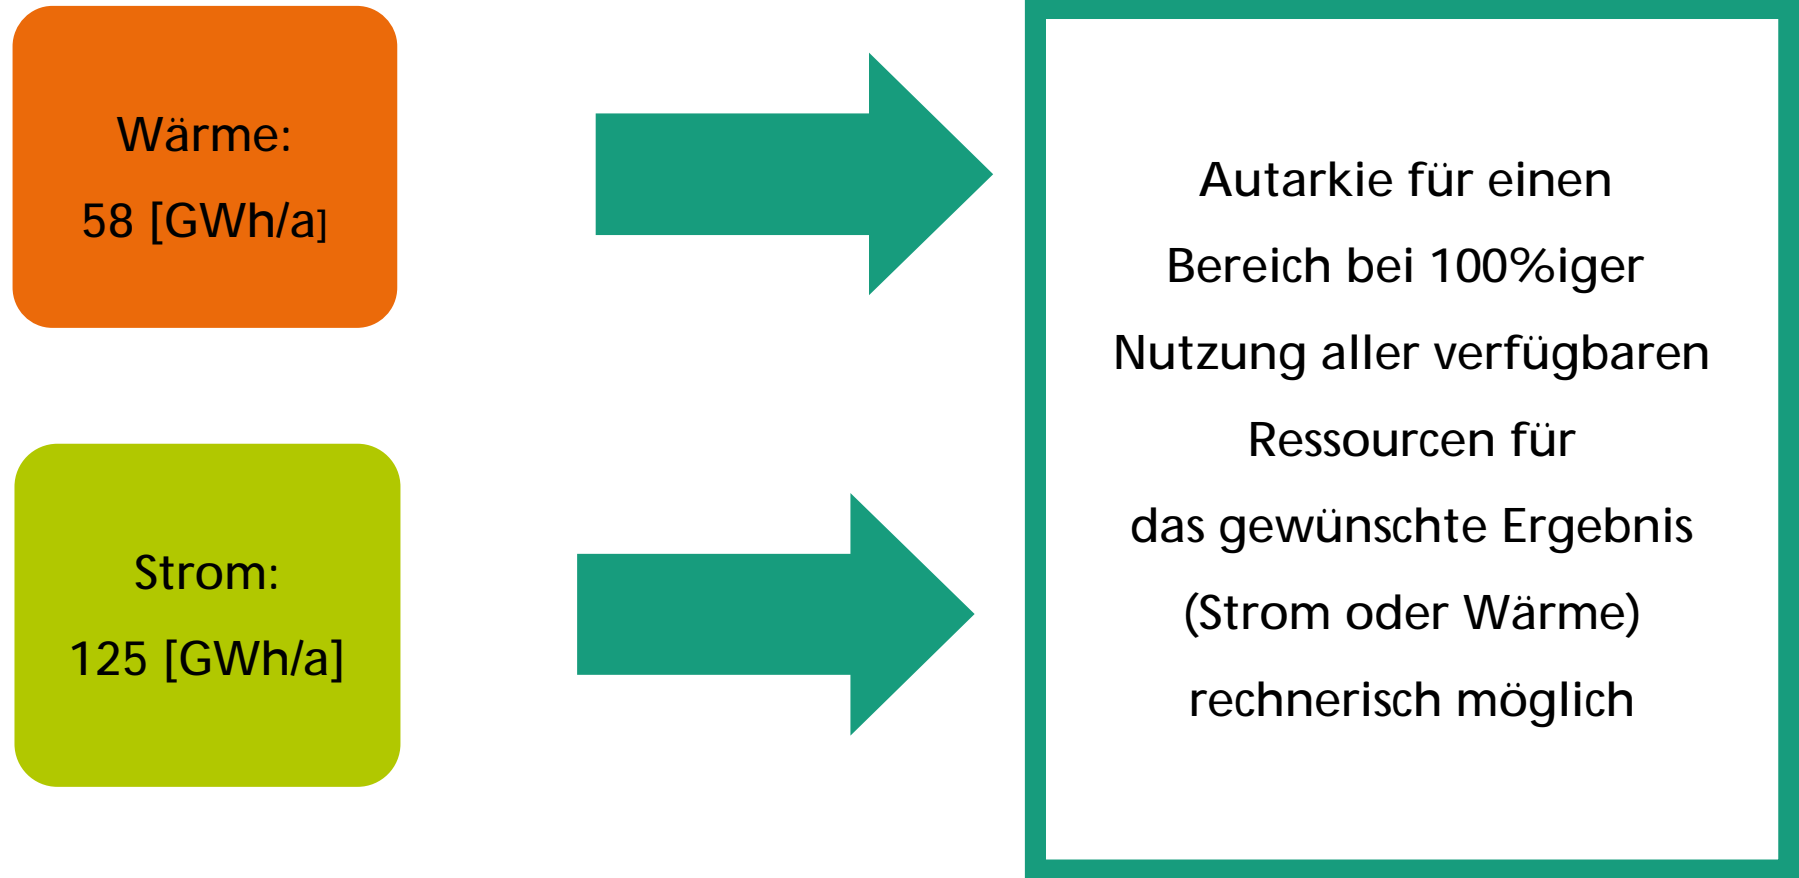 Wärme:
58 [GWh/a]
Strom:
125 [GWh/a]
Autarkie für einen
Bereich bei 100%iger
Nutzung aller verfügbaren
Ressourcen für
das gewünschte Ergebnis
(Strom oder Wärme)
rechnerisch möglich